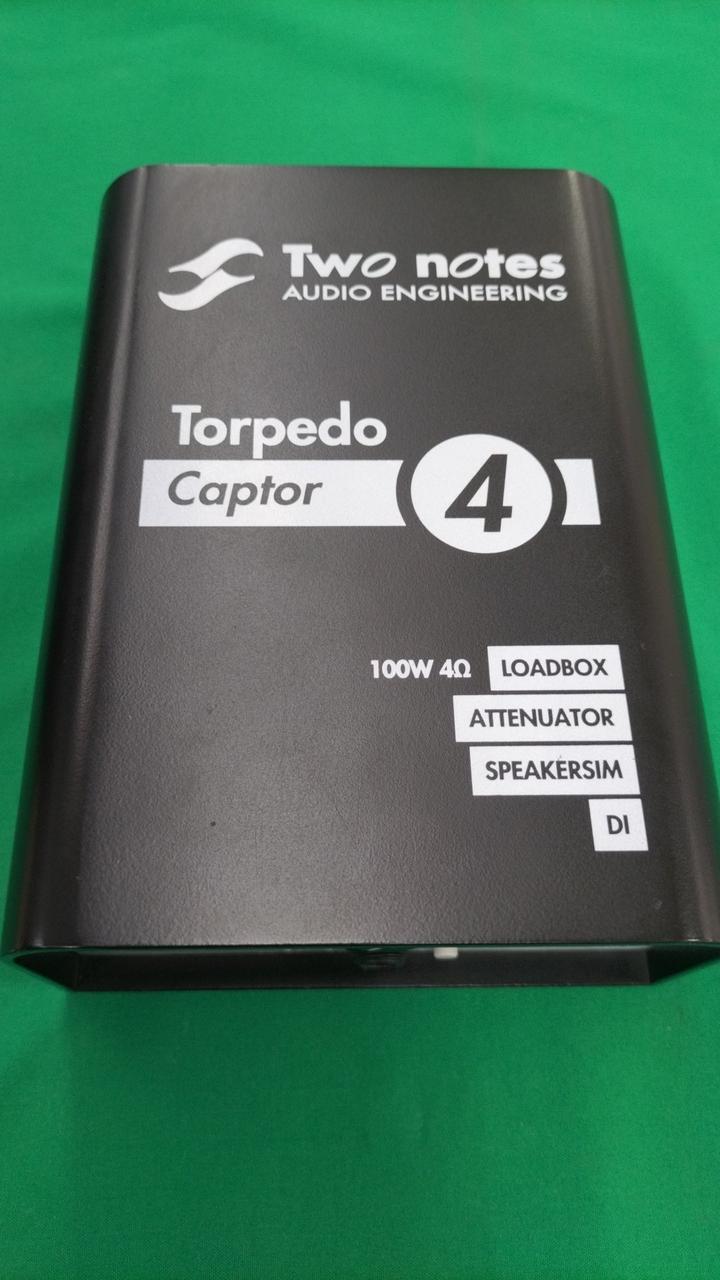 Two notes
AUDIO ENGINEERING
Torpedo
Captor 4
100W 4Ω LOADBOX
ATTENUATOR
SPEAKERSIM
DI